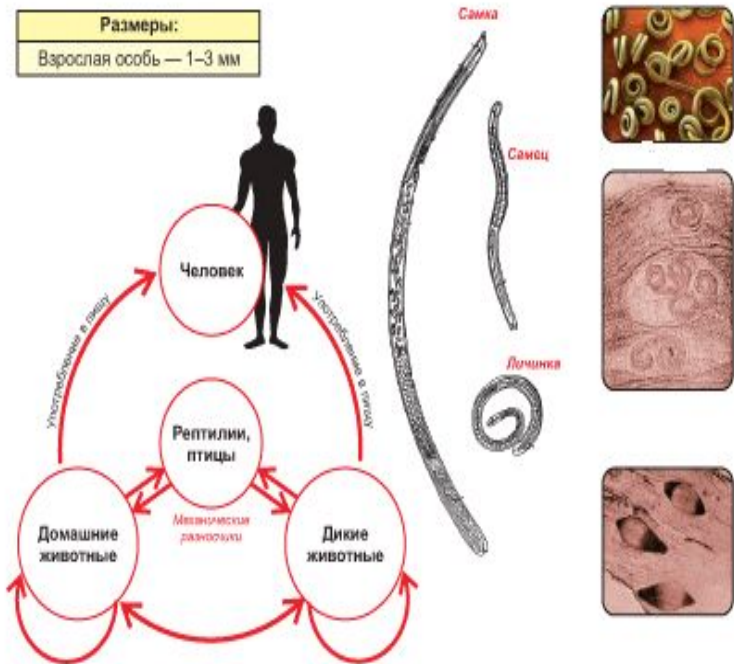 Размеры:
Взрослая особь — 1–3 мм
Самка
Самец
Человек
Употребление в пищу
Употребление в пищу
Личинка
Рептилии,
птицы
Механические
разносчики
Домашние
животные
Дикие
животные